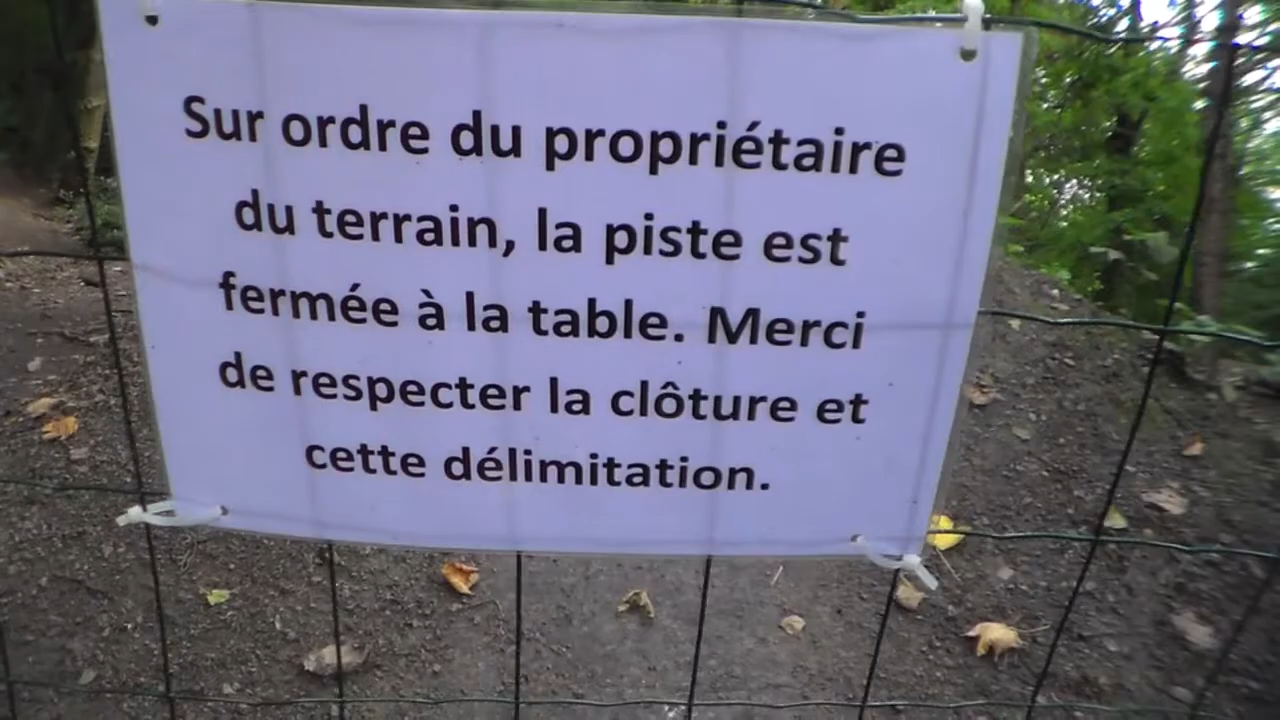 Sur ordre du propriétaire
du terrain, la piste est
fermée à la table. Merci
de respecter la clôture et
cette délimitation.